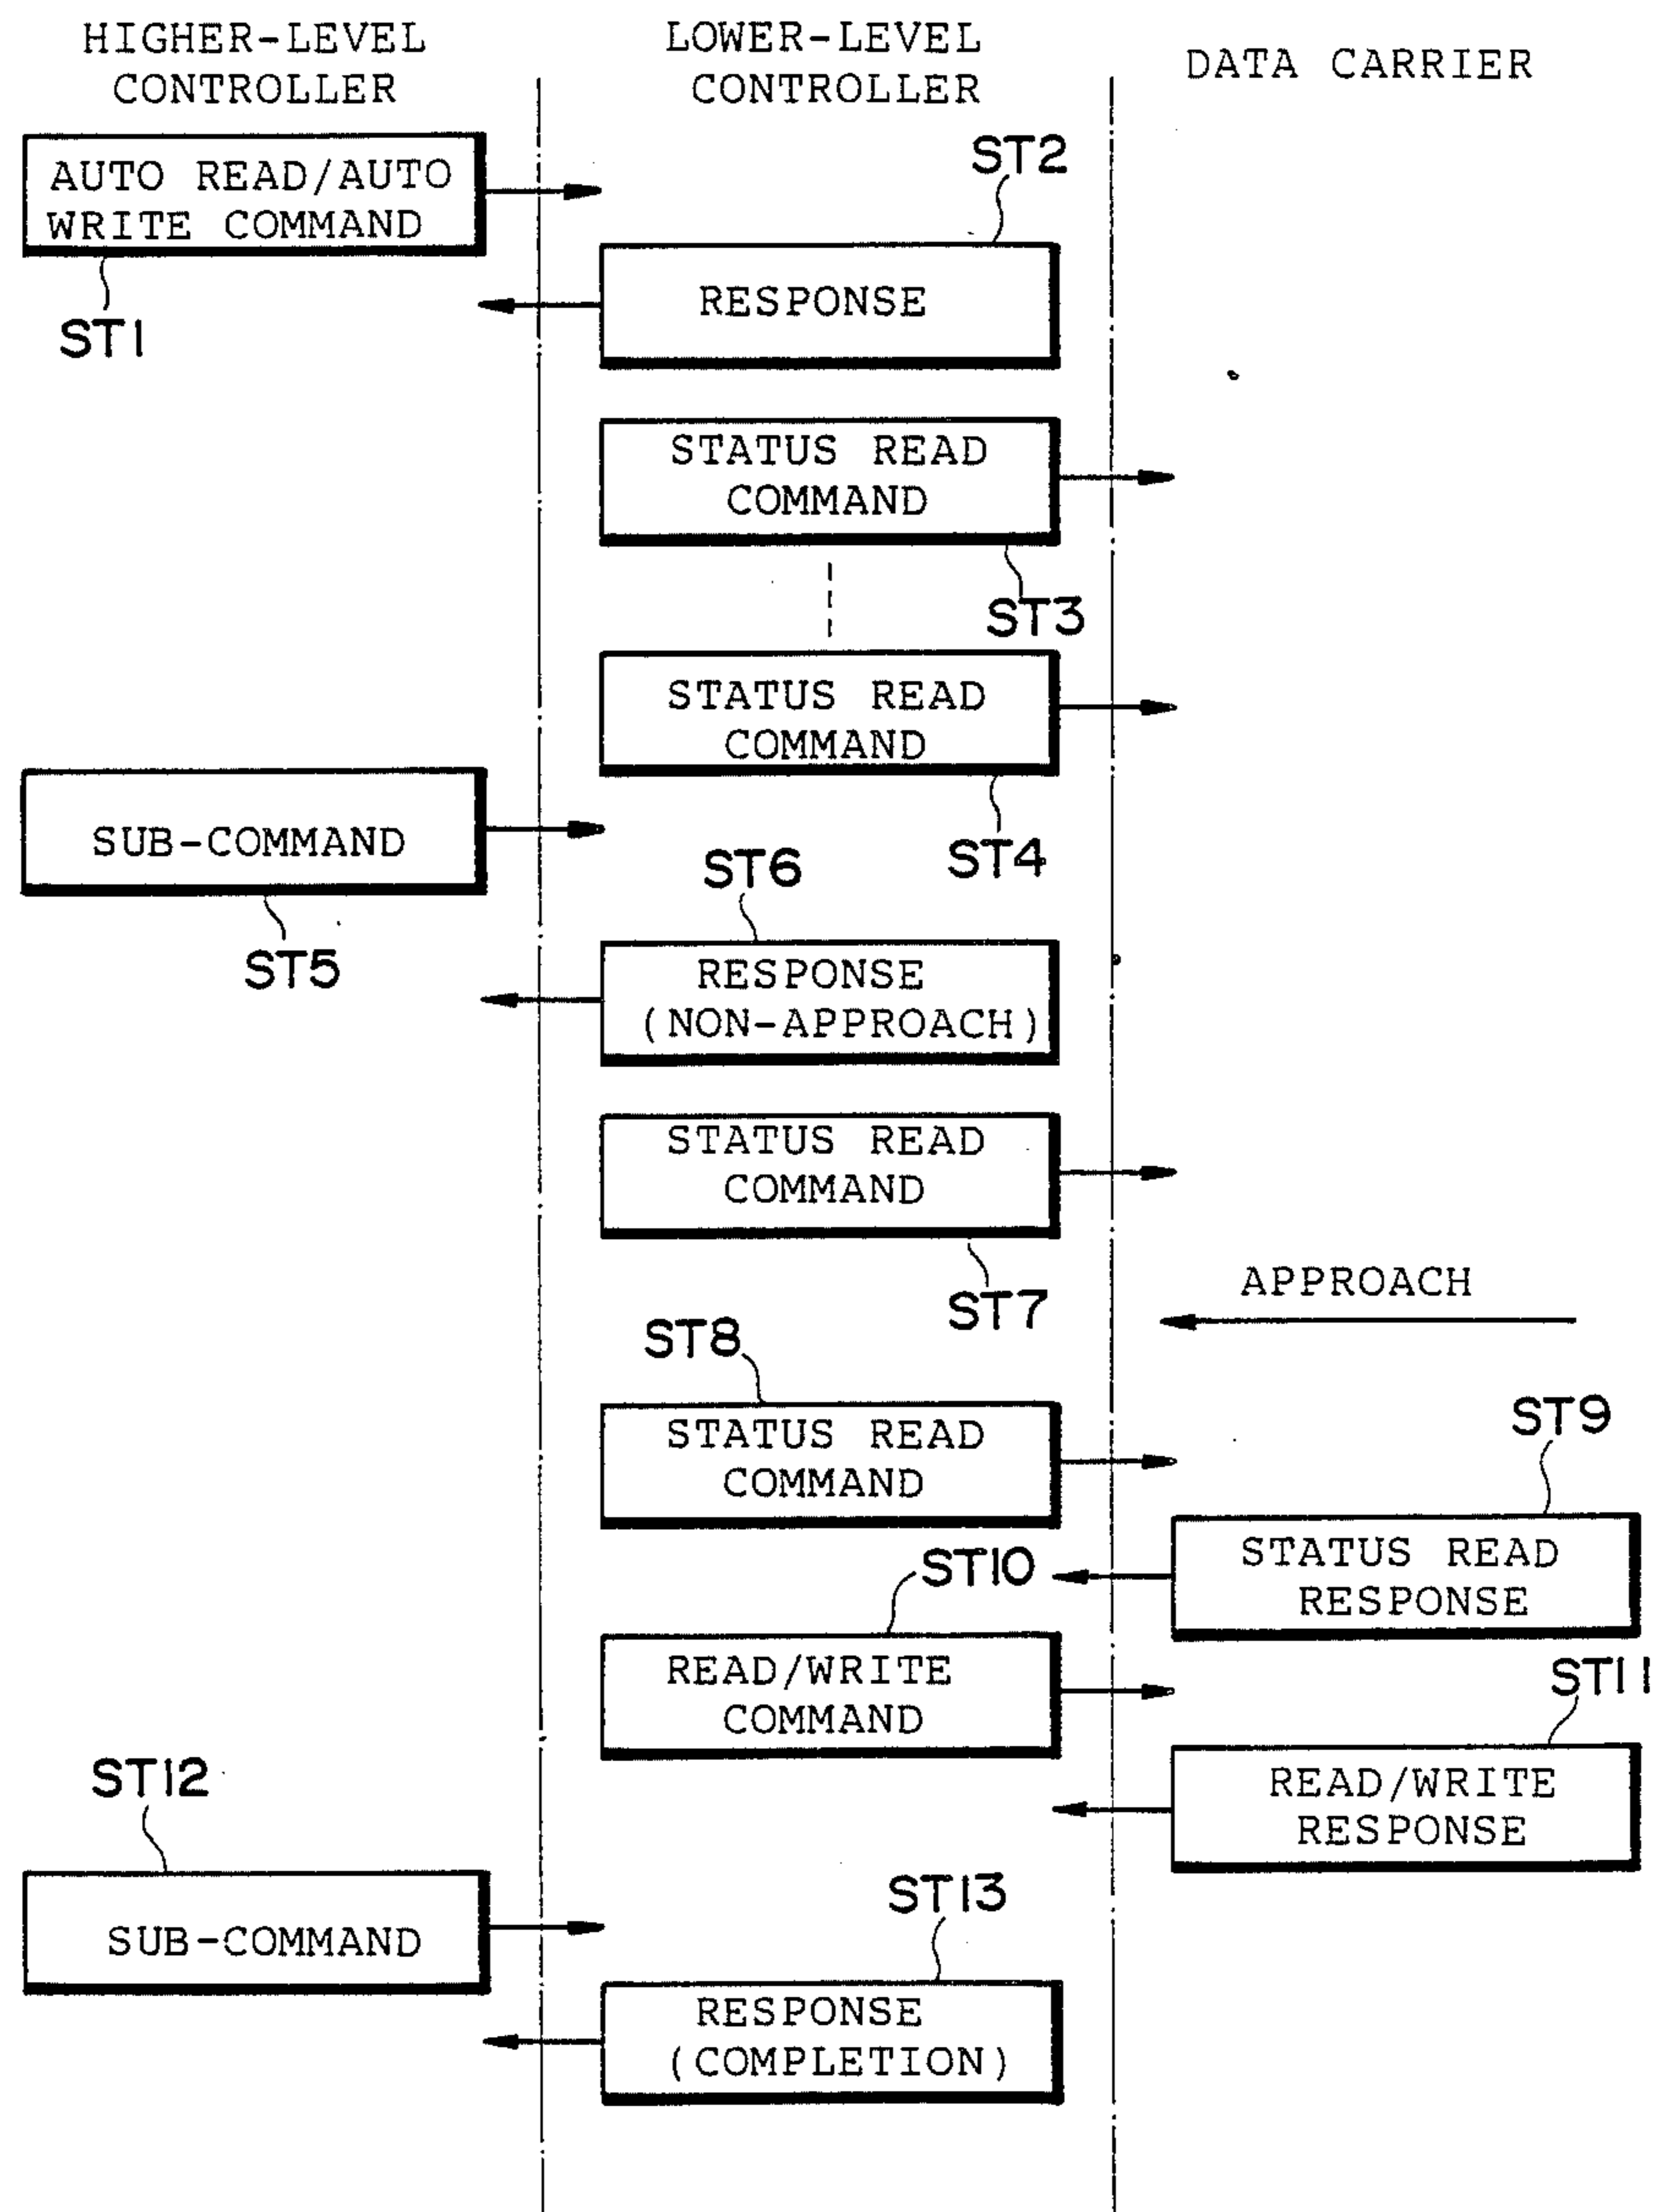 HIGHER-LEVEL
CONTROLLER
LOWER-LEVEL
CONTROLLER
DATA CARRIER
AUTO READ/AUTO
WRITE COMMAND
ST1
ST2
RESPONSE
STATUS READ
COMMAND
ST3
STATUS READ
COMMAND
ST4
SUB-COMMAND
ST5
ST6
RESPONSE
(NON-APPROACH)
STATUS READ
COMMAND
ST7
APPROACH
ST8
STATUS READ
COMMAND
ST9
STATUS READ
RESPONSE
ST10
READ/WRITE
COMMAND
ST11
READ/WRITE
RESPONSE
ST12
SUB-COMMAND
ST13
RESPONSE
(COMPLETION)